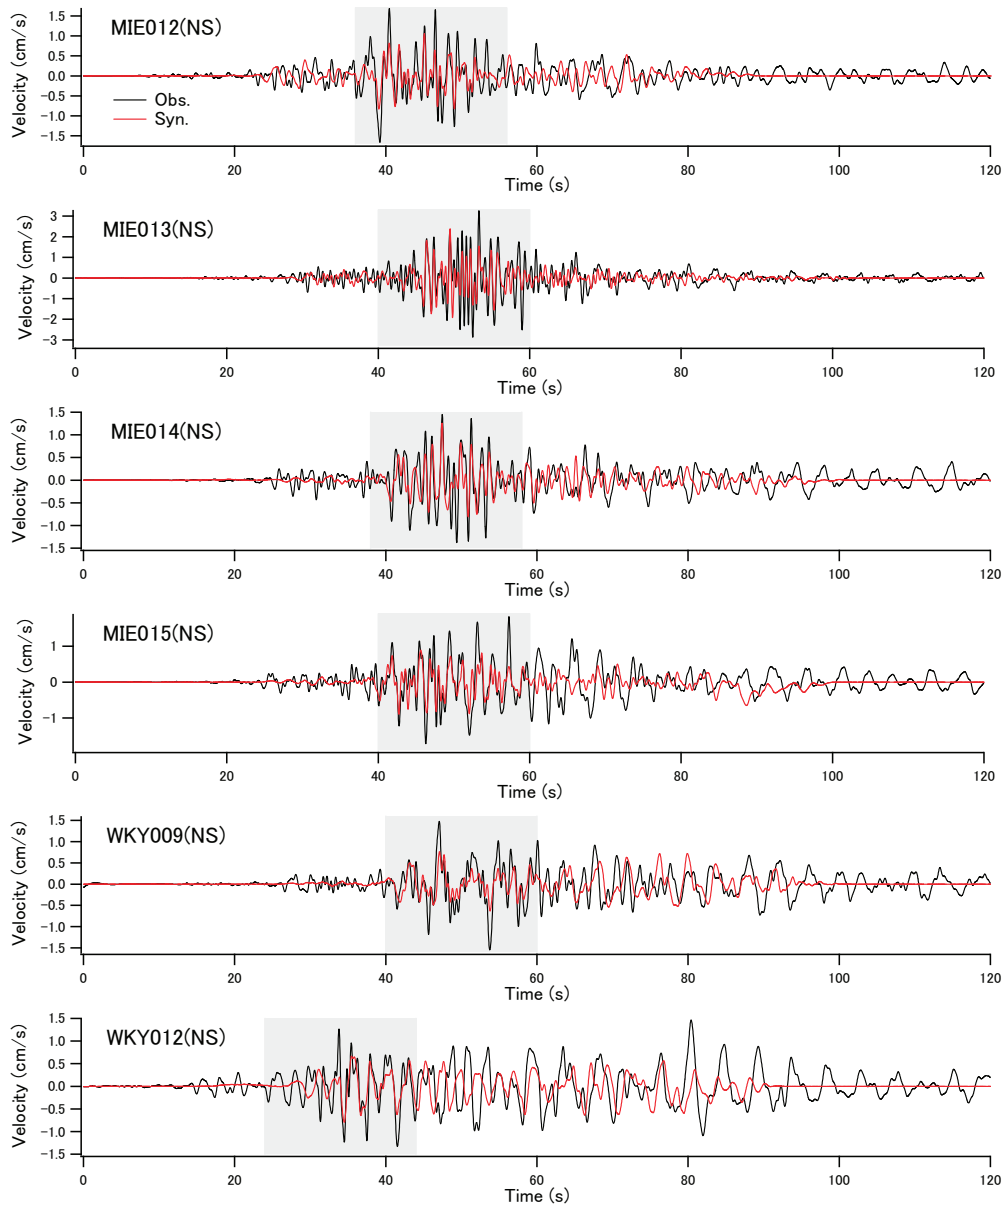 MIE012(NS)
Velocity (cm/s)
1.5
1.0
0.5
0.0
-0.5
-1.0
-1.5
Obs.
Syn.
0 20 40 60 80 100 120
Time (s)
MIE013(NS)
Velocity (cm/s)
3
2
1
0
-1
-2
-3
0 20 40 60 80 100 120
Time (s)
MIE014(NS)
Velocity (cm/s)
1.5
1.0
0.5
0.0
-0.5
-1.0
-1.5
0 20 40 60 80 100 120
Time (s)
MIE015(NS)
Velocity (cm/s)
1
0
-1
0 20 40 60 80 100 120
Time (s)
WKY009(NS)
Velocity (cm/s)
1.5
1.0
0.5
0.0
-0.5
-1.0
-1.5
0 20 40 60 80 100 120
Time (s)
WKY012(NS)
Velocity (cm/s)
1.5
1.0
0.5
0.0
-0.5
-1.0
-1.5
0 20 40 60 80 100 120
Time (s)